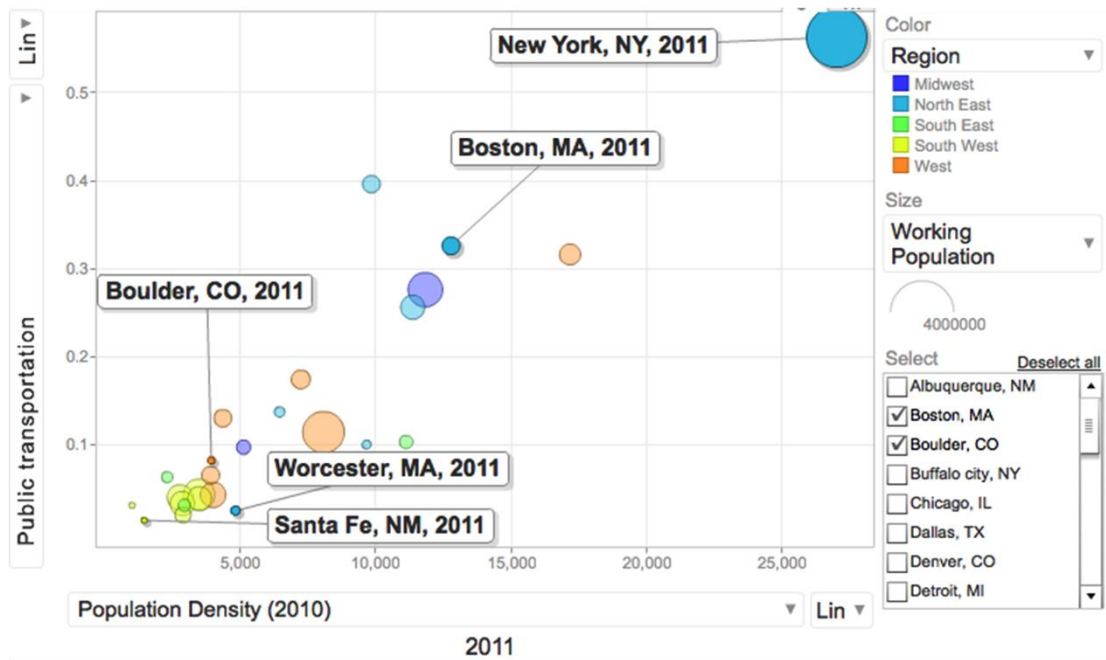 Lin
Public transportation
0.5
0.4
0.3
0.2
0.1
New York, NY, 2011
Boston, MA, 2011
Boulder, CO, 2011
Worcester, MA, 2011
Santa Fe, NM, 2011
5,000
10,000
15,000
20,000
25,000
Population Density (2010)
Lin
2011
Color
Region
Midwest
North East
South East
South West
West
Size
Working
Population
4000000
Select
Deselect all
Albuquerque, NM
Boston, MA
Boulder, CO
Buffalo city, NY
Chicago, IL
Dallas, TX
Denver, CO
Detroit, MI